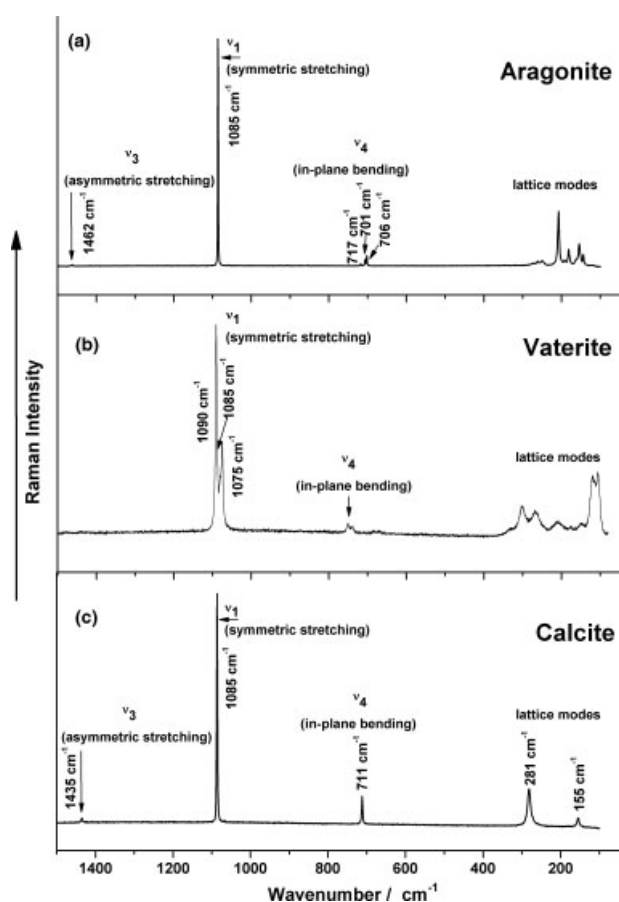 (a)
ν1
(symmetric stretching)
1085 cm-1
Aragonite
ν3
(asymmetric stretching)
1462 cm-1
ν4
(in-plane bending)
717 cm-1
701 cm-1
706 cm-1
lattice modes
(b)
ν1
(symmetric stretching)
Vaterite
1090 cm-1
1085 cm-1
1075 cm-1
ν4
(in-plane bending)
lattice modes
Raman Intensity
(c)
ν1
(symmetric stretching)
1085 cm-1
Calcite
ν3
(asymmetric stretching)
1435 cm-1
ν4
(in-plane bending)
711 cm-1
lattice modes
281 cm-1
155 cm-1
1400 1200 1000 800 600 400 200
Wavenumber / cm-1